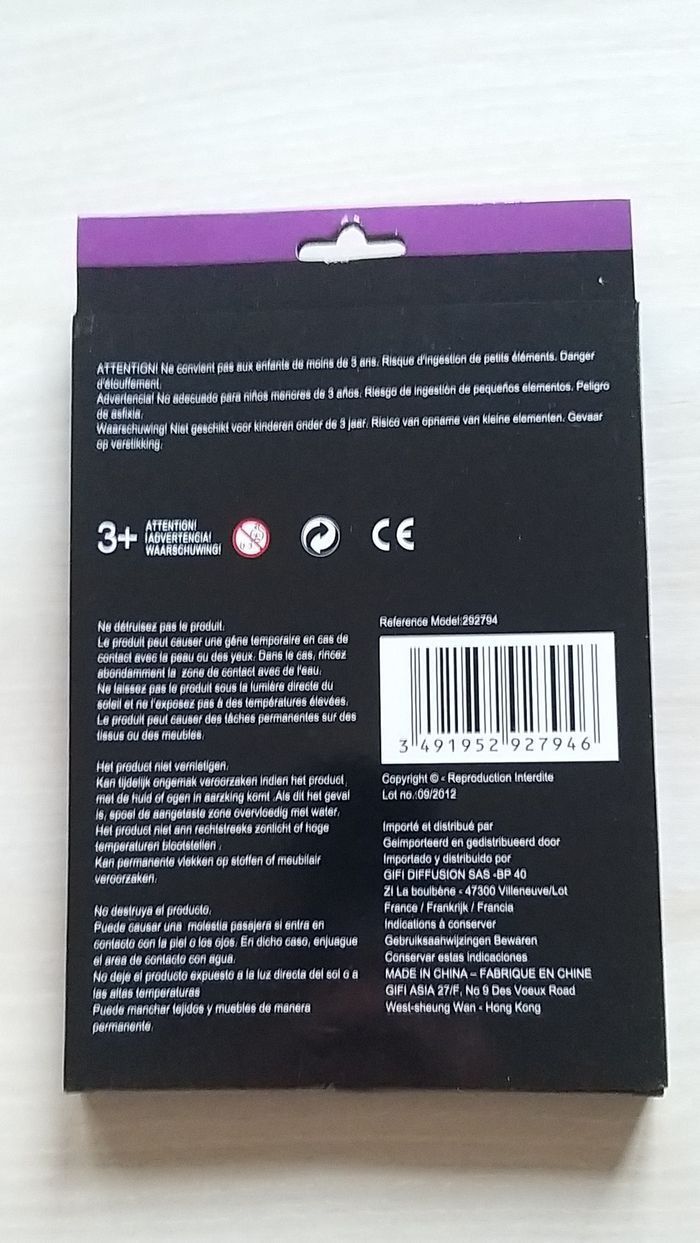 ATTENTION! Ne convient pas aux enfants de moins de 3 ans. Risque d'ingestion de petits éléments. Danger
d'étouffement.
Advertencia! No adecuado para niños menores de 3 años. Riesgo de ingestión de pequeños elementos. Peligro
de asfixia.
Waarschuwing! Niet geschikt voor kinderen onder de 3 jaar. Risico van opname van kleine elementen. Gevaar
op verstikking.
3+
ATTENTION!
¡ADVERTENCIA!
WAARSCHUWING!
0-3
CE
Ne détruisez pas le produit.
Le produit peut causer une gêne temporaire en cas de
contact avec la peau ou des yeux. Dans le cas, rincez
abondamment la zone de contact avec de l'eau.
Ne laissez pas le produit sous la lumière directe du
soleil et ne l'exposez pas à des températures élevées.
Le produit peut causer des tâches permanentes sur des
tissus ou des meubles.
Het product niet vernietigen.
Kan tijdelijk ongemak veroorzaken indien het product,
met de huid of ogen in aarzking komt .Als dit het geval
is, spoel de aangetaste zone overvloedig met water.
Het product niet ann rechtstreeks zonlicht of hoge
temperaturen blootstellen .
Kan permanente vlekken op stoffen of meubilair
veroorzaken.
No destruya el producto.
Puede causar una molestia pasajera si entra en
contacto con la piel o los ojos. En dicho caso, enjuague
el area de contacto con agua.
No deje el producto expuesto a la luz directa del sol o a
las altas temperaturas
Puede manchar tejidos y muebles de manera
permanente.
Reference Model:292794
3 491952 927946
Copyright © - Reproduction Interdite
Lot no.:09/2012
Importé et distribué par
Geimporteerd en gedistribueerd door
Importado y distribuido por
GIFI DIFFUSION SAS -BP 40
ZI La boulbène - 47300 Villeneuve/Lot
France / Frankrijk / Francia
Indications à conserver
Gebruiksaanwijzingen Bewaren
Conservar estas indicaciones
MADE IN CHINA – FABRIQUE EN CHINE
GIFI ASIA 27/F, No 9 Des Voeux Road
West-sheung Wan - Hong Kong